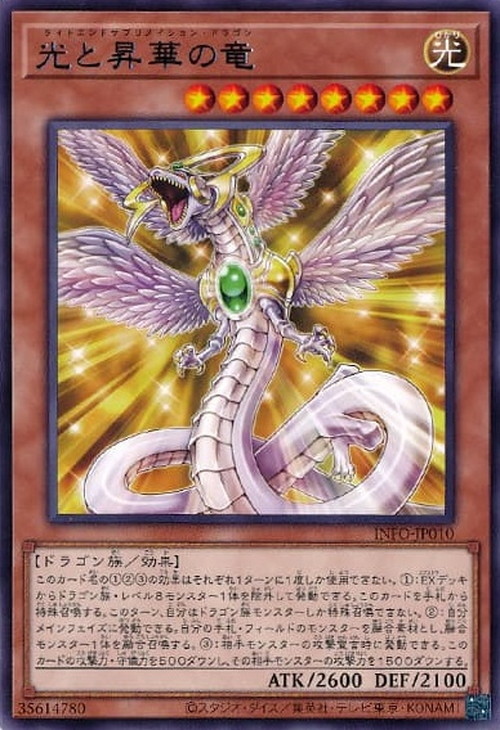 ライトエンドサブリメイション・ドラゴン
光と昇華の竜
ひかり
光
INFO-JP010
【ドラゴン族／効果】
このカード名の①②③の効果はそれぞれ1ターンに1度しか使用できない。①：EXデッキ
からドラゴン族・レベル8モンスター1体を除外して発動できる。このカードを手札から
特殊召喚する。このターン、自分はドラゴン族モンスターしか特殊召喚できない。②：自分
メインフェイズに発動できる。自分の手札・フィールドのモンスターを融合素材とし、融合
モンスター1体を融合召喚する。③：相手モンスターの攻撃宣言時に発動できる。この
カードの攻撃力・守備力を500ダウンし、その相手モンスターの攻撃力を1500ダウンする。
ATK/2600 DEF/2100
35614780
©スタジオ・ダイス／集英社・テレビ東京・KONAMI